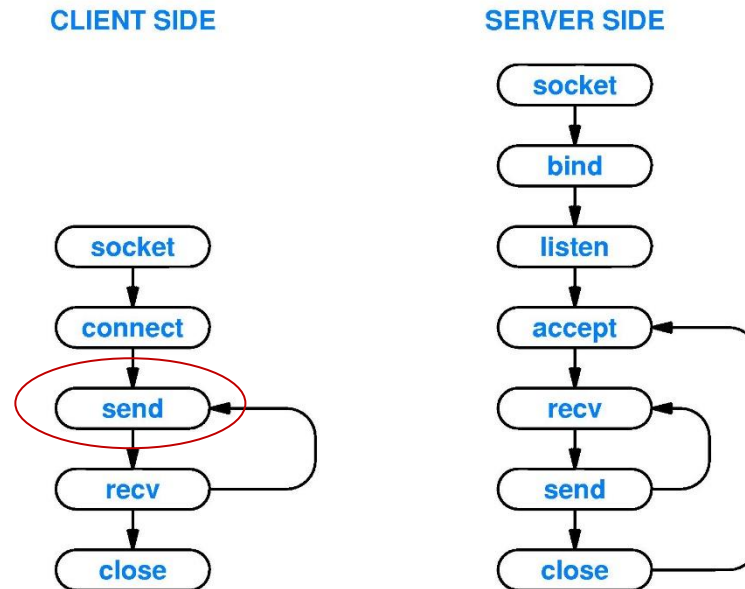 CLIENT SIDE
socket
connect
send
recv
close
SERVER SIDE
socket
bind
listen
accept
recv
send
close